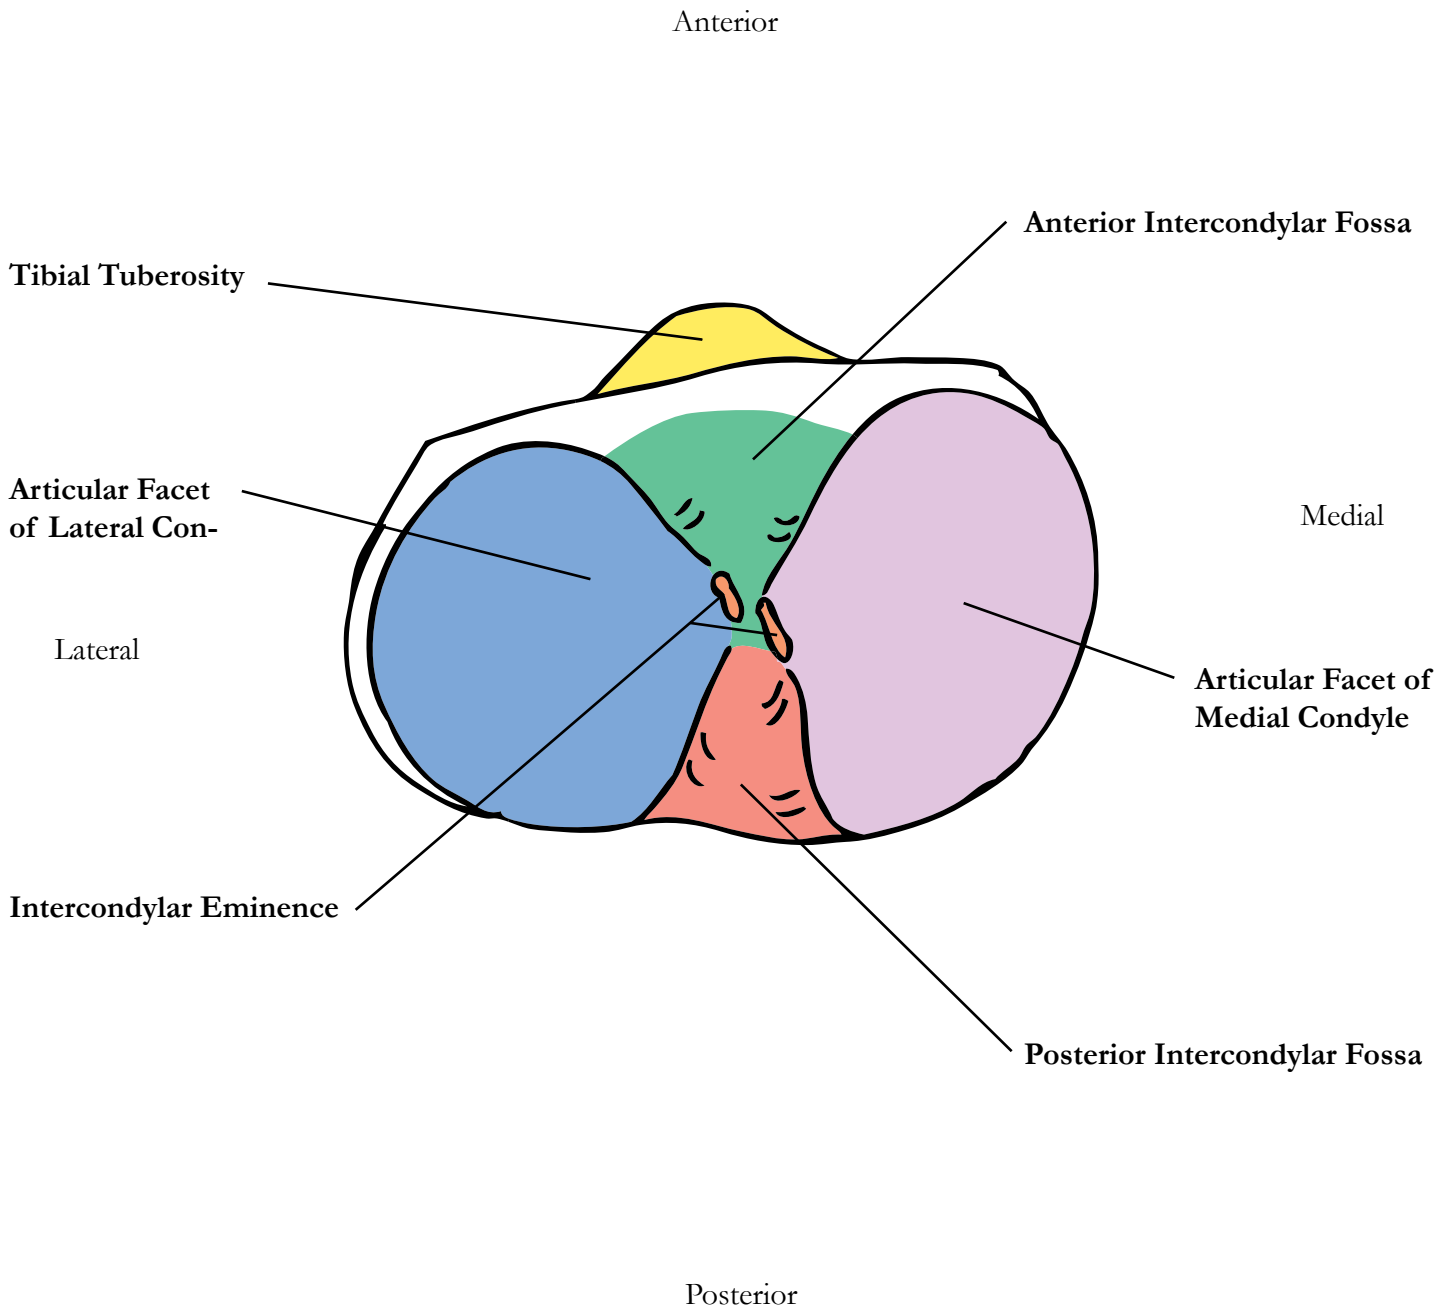 Anterior
Anterior Intercondylar Fossa
Tibial Tuberosity
Articular Facet
of Lateral Con-
Medial
Lateral
Articular Facet of
Medial Condyle
Intercondylar Eminence
Posterior Intercondylar Fossa
Posterior